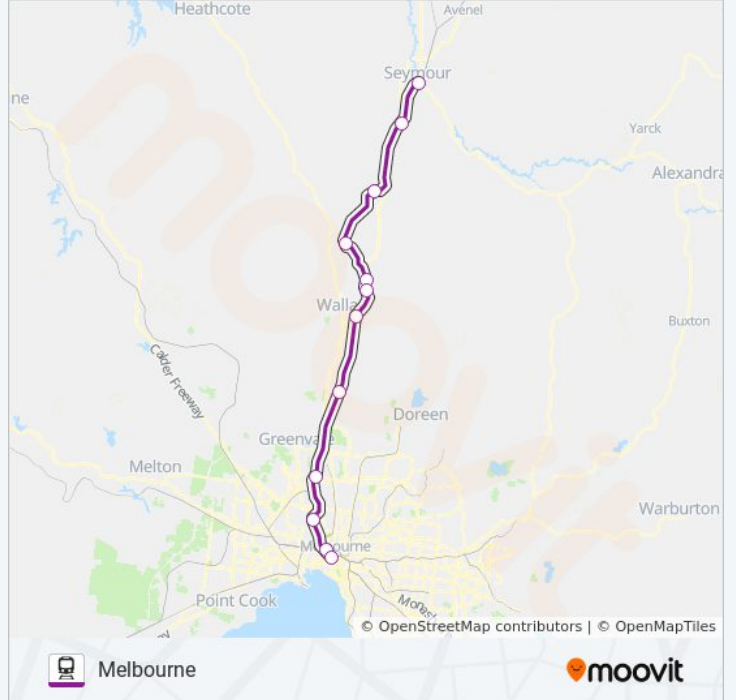 Heathcote
Avenel
Seymour
ne
Yarck
Alexandra
Walla
Buxton
Calder Freeway
Doreen
Greenvale
Melton
Warburton
Melbourne
Point Cook
Monash
© OpenStreetMap contributors | © OpenMapTiles
Melbourne
moovit